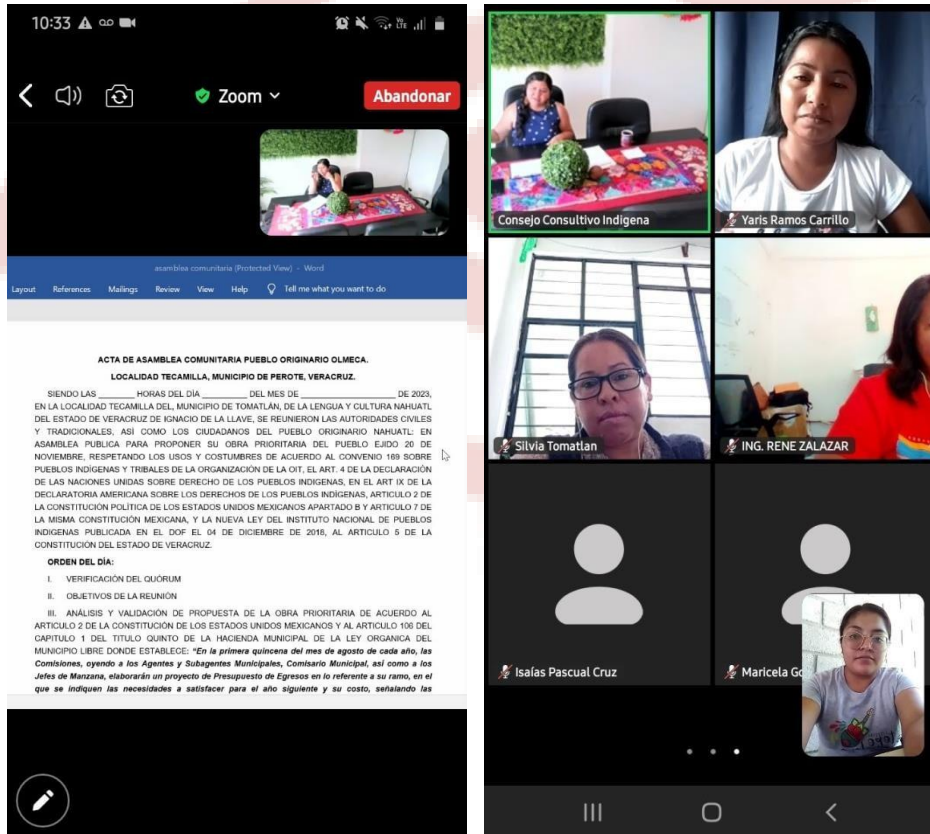 10:33
Vo
LTE
Zoom
Abandonar
asamblea comunitaria (Protected View) - Word
Layout References Mailings Review View Help Tell me what you want to do
ACTA DE ASAMBLEA COMUNITARIA PUEBLO ORIGINARIO OLMECA.
LOCALIDAD TECAMILLA, MUNICIPIO DE PEROTE, VERACRUZ.
SIENDO LAS ________ HORAS DEL DÍA _________ DEL MES DE ___________________ DE 2023,
EN LA LOCALIDAD TECAMILLA DEL, MUNICIPIO DE TOMATLÁN, DE LA LENGUA Y CULTURA NAHUATL
DEL ESTADO DE VERACRUZ DE IGNACIO DE LA LLAVE, SE REUNIERON LAS AUTORIDADES CIVILES
Y TRADICIONALES, ASÍ COMO LOS CIUDADANOS DEL PUEBLO ORIGINARIO NAHUATL: EN
ASAMBLEA PUBLICA PARA PROPONER SU OBRA PRIORITARIA DEL PUEBLO EJIDO 20 DE
NOVIEMBRE, RESPETANDO LOS USOS Y COSTUMBRES DE ACUERDO AL CONVENIO 169 SOBRE
PUEBLOS INDÍGENAS Y TRIBALES DE LA ORGANIZACIÓN DE LA OIT, EL ART. 4 DE LA DECLARACIÓN
DE LAS NACIONES UNIDAS SOBRE DERECHO DE LOS PUEBLOS INDIGENAS, EN EL ART IX DE LA
DECLARATORIA AMERICANA SOBRE LOS DERECHOS DE LOS PUEBLOS INDÍGENAS, ARTICULO 2 DE
LA CONSTITUCIÓN POLÍTICA DE LOS ESTADOS UNIDOS MEXICANOS APARTADO B Y ARTICULO 7 DE
LA MISMA CONSTITUCIÓN MEXICANA, Y LA NUEVA LEY DEL INSTITUTO NACIONAL DE PUEBLOS
INDIGENAS PUBLICADA EN EL DOF EL 04 DE DICIEMBRE DE 2018, AL ARTICULO 5 DE LA
CONSTITUCIÓN DEL ESTADO DE VERACRUZ.
ORDEN DEL DÍA:
I. VERIFICACIÓN DEL QUÓRUM
II. OBJETIVOS DE LA REUNIÓN
III. ANÁLISIS Y VALIDACIÓN DE PROPUESTA DE LA OBRA PRIORITARIA DE ACUERDO AL
ARTICULO 2 DE LA CONSTITUCIÓN DE LOS ESTADOS UNIDOS MEXICANOS Y AL ARTICULO 106 DEL
CAPITULO 1 DEL TITULO QUINTO DE LA HACIENDA MUNICIPAL DE LA LEY ORGANICA DEL
MUNICIPIO LIBRE DONDE ESTABLECE: "En la primera quincena del mes de agosto de cada año, las
Comisiones, oyendo a los Agentes y Subagentes Municipales, Comisario Municipal, así como a los
Jefes de Manzana, elaborarán un proyecto de Presupuesto de Egresos en lo referente a su ramo, en el
que se indiquen las necesidades a satisfacer para el año siguiente y su costo, señalando las
Consejo Consultivo Indígena
Yaris Ramos Carrillo
Silvia Tomatlan
ING. RENE ZALAZAR
Isaías Pascual Cruz
Maricela